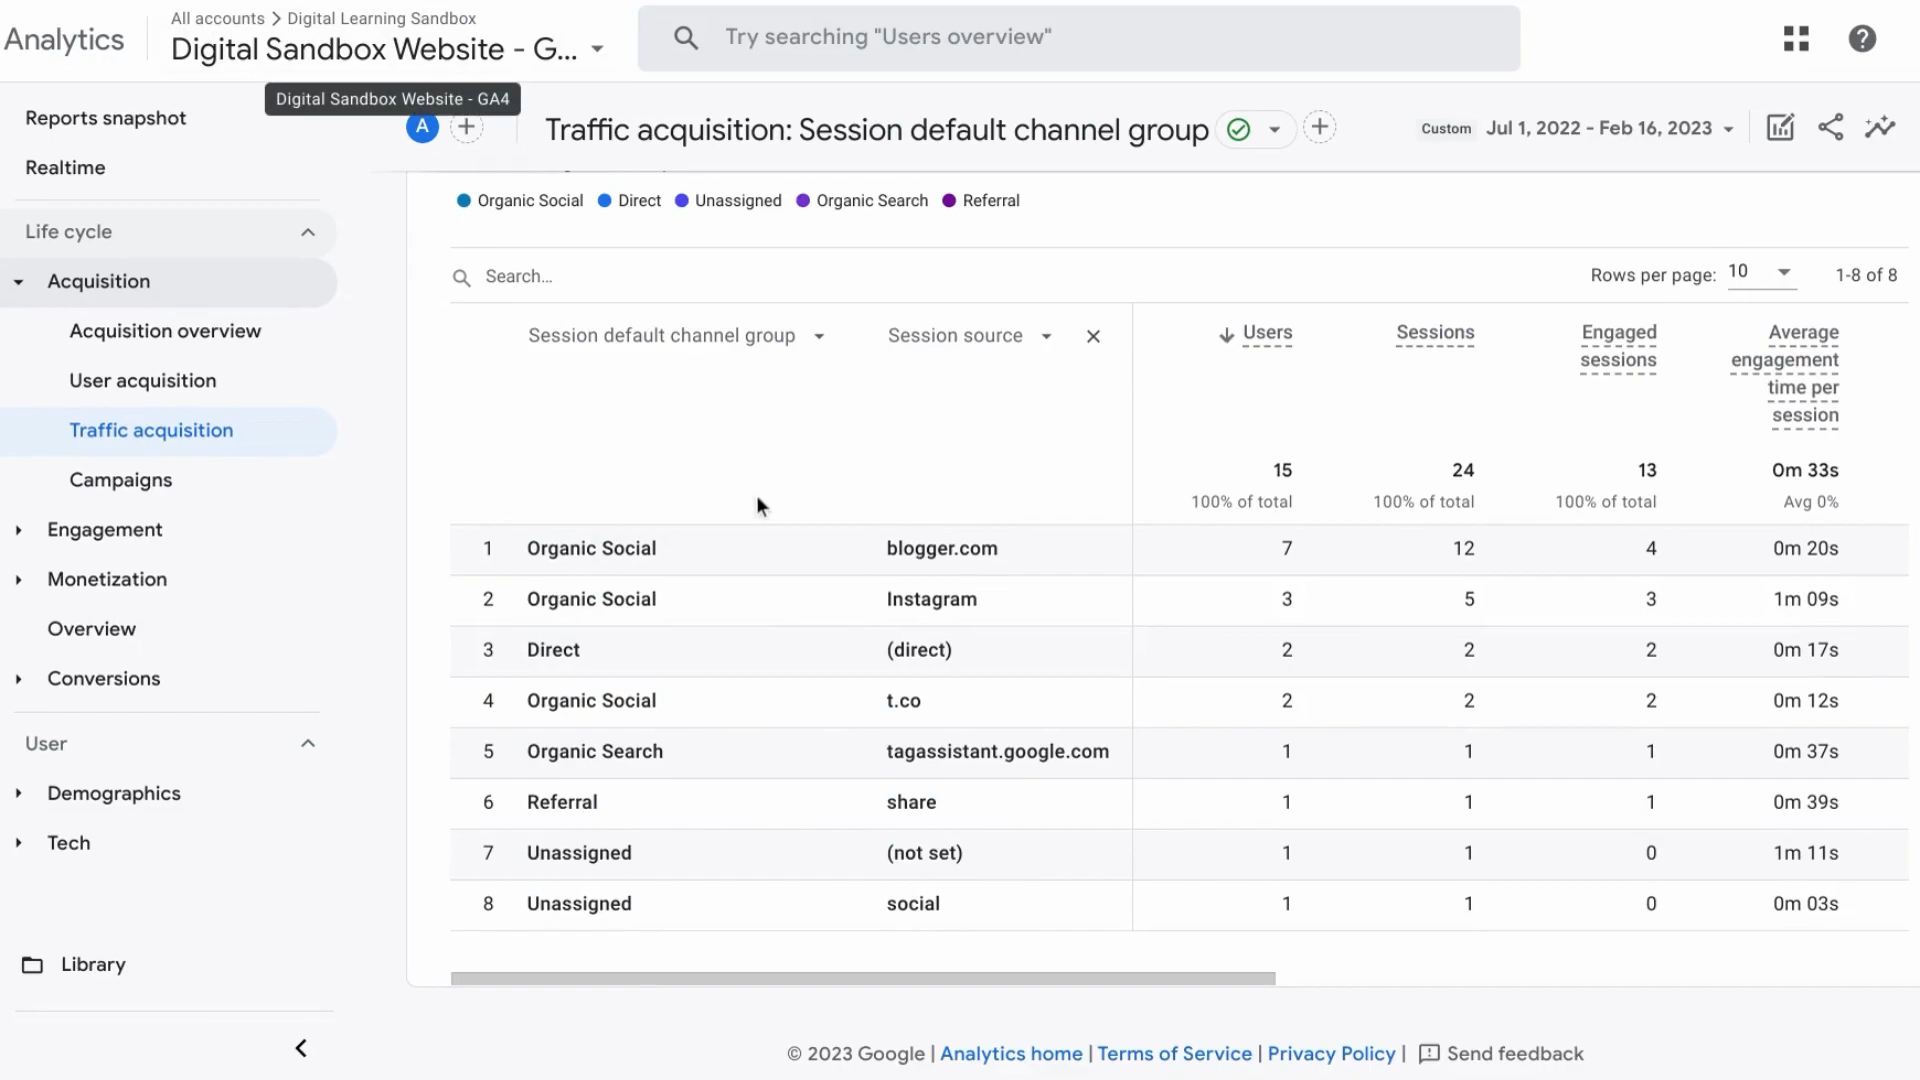 Analytics
All accounts > Digital Learning Sandbox
Digital Sandbox Website - G...
Try searching "Users overview"
Digital Sandbox Website - GA4
Reports snapshot
Realtime
Life cycle
Acquisition
Acquisition overview
User acquisition
Traffic acquisition
Campaigns
Engagement
Monetization
Overview
Conversions
User
Demographics
Tech
Library
A
Traffic acquisition: Session default channel group
Custom Jul 1, 2022 - Feb 16, 2023
Organic Social Direct Unassigned Organic Search Referral
Search...
Rows per page: 10 1-8 of 8
Session default channel group Session source Users Sessions Engaged sessions Average engagement time per session
15 24 13 0m 33s
100% of total 100% of total 100% of total Avg 0%
1 Organic Social blogger.com 7 12 4 0m 20s
2 Organic Social Instagram 3 5 3 1m 09s
3 Direct (direct) 2 2 2 0m 17s
4 Organic Social t.co 2 2 2 0m 12s
5 Organic Search tagassistant.google.com 1 1 1 0m 37s
6 Referral share 1 1 1 0m 39s
7 Unassigned (not set) 1 1 0 1m 11s
8 Unassigned social 1 1 0 0m 03s
© 2023 Google | Analytics home | Terms of Service | Privacy Policy | Send feedback